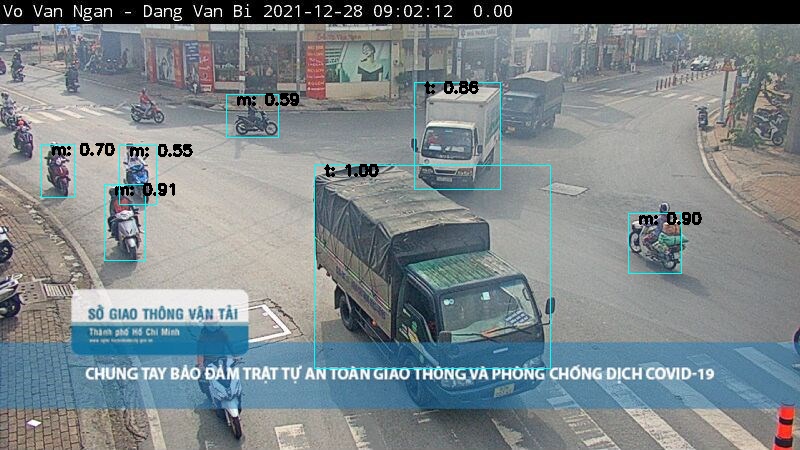 Vo Van Ngan - Dang Van Bi 2021-12-28 09:02:12 0.00
t: 0.86
m: 0.59
m: 0.70
m: 0.55
t: 1.00
m: 0.91
m: 0.90
SỞ GIAO THÔNG VẬN TẢI
Thành phố Hồ Chí Minh
CHUNG TAY BẢO ĐẢM TRẬT TỰ AN TOÀN GIAO THÔNG VÀ PHÒNG CHỐNG DỊCH COVID-19